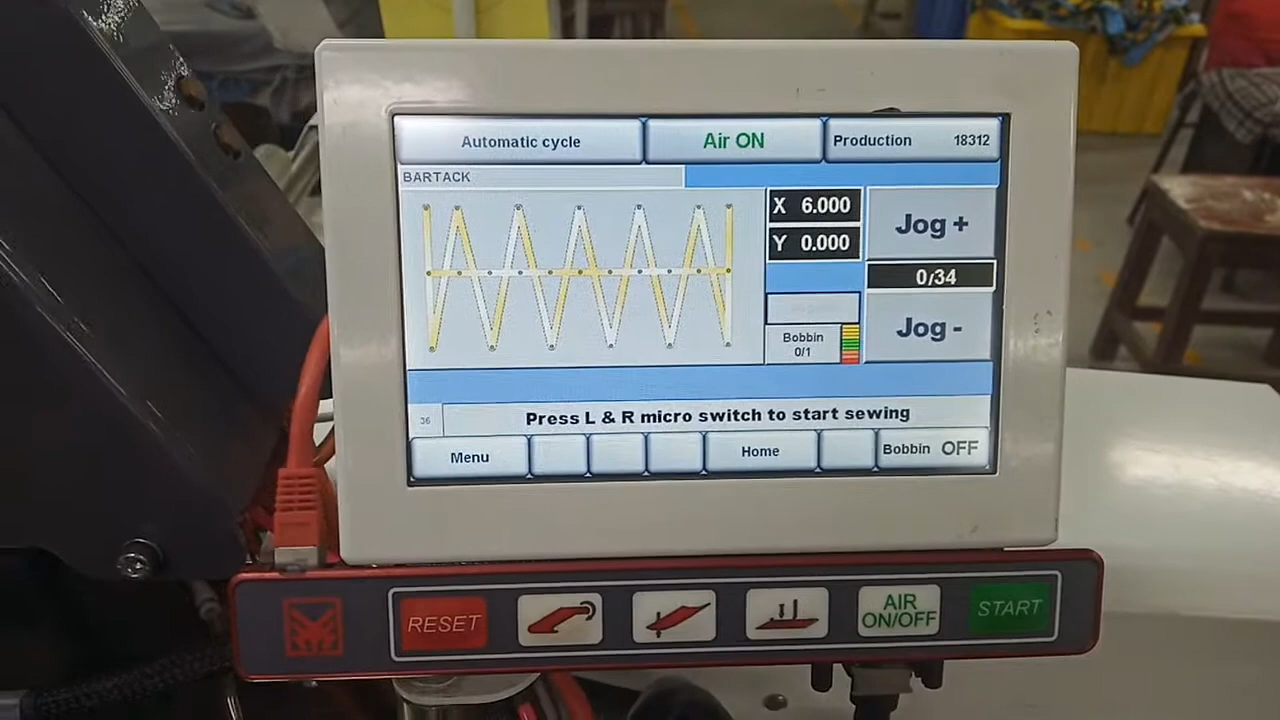 Automatic cycle Air ON Production 18312
BARTACK
X 6.000
Y 0.000
Jog +
0/34
Jog -
Bobbin
0/1
36 Press L & R micro switch to start sewing
Menu Home Bobbin OFF
RESET AIR ON/OFF START